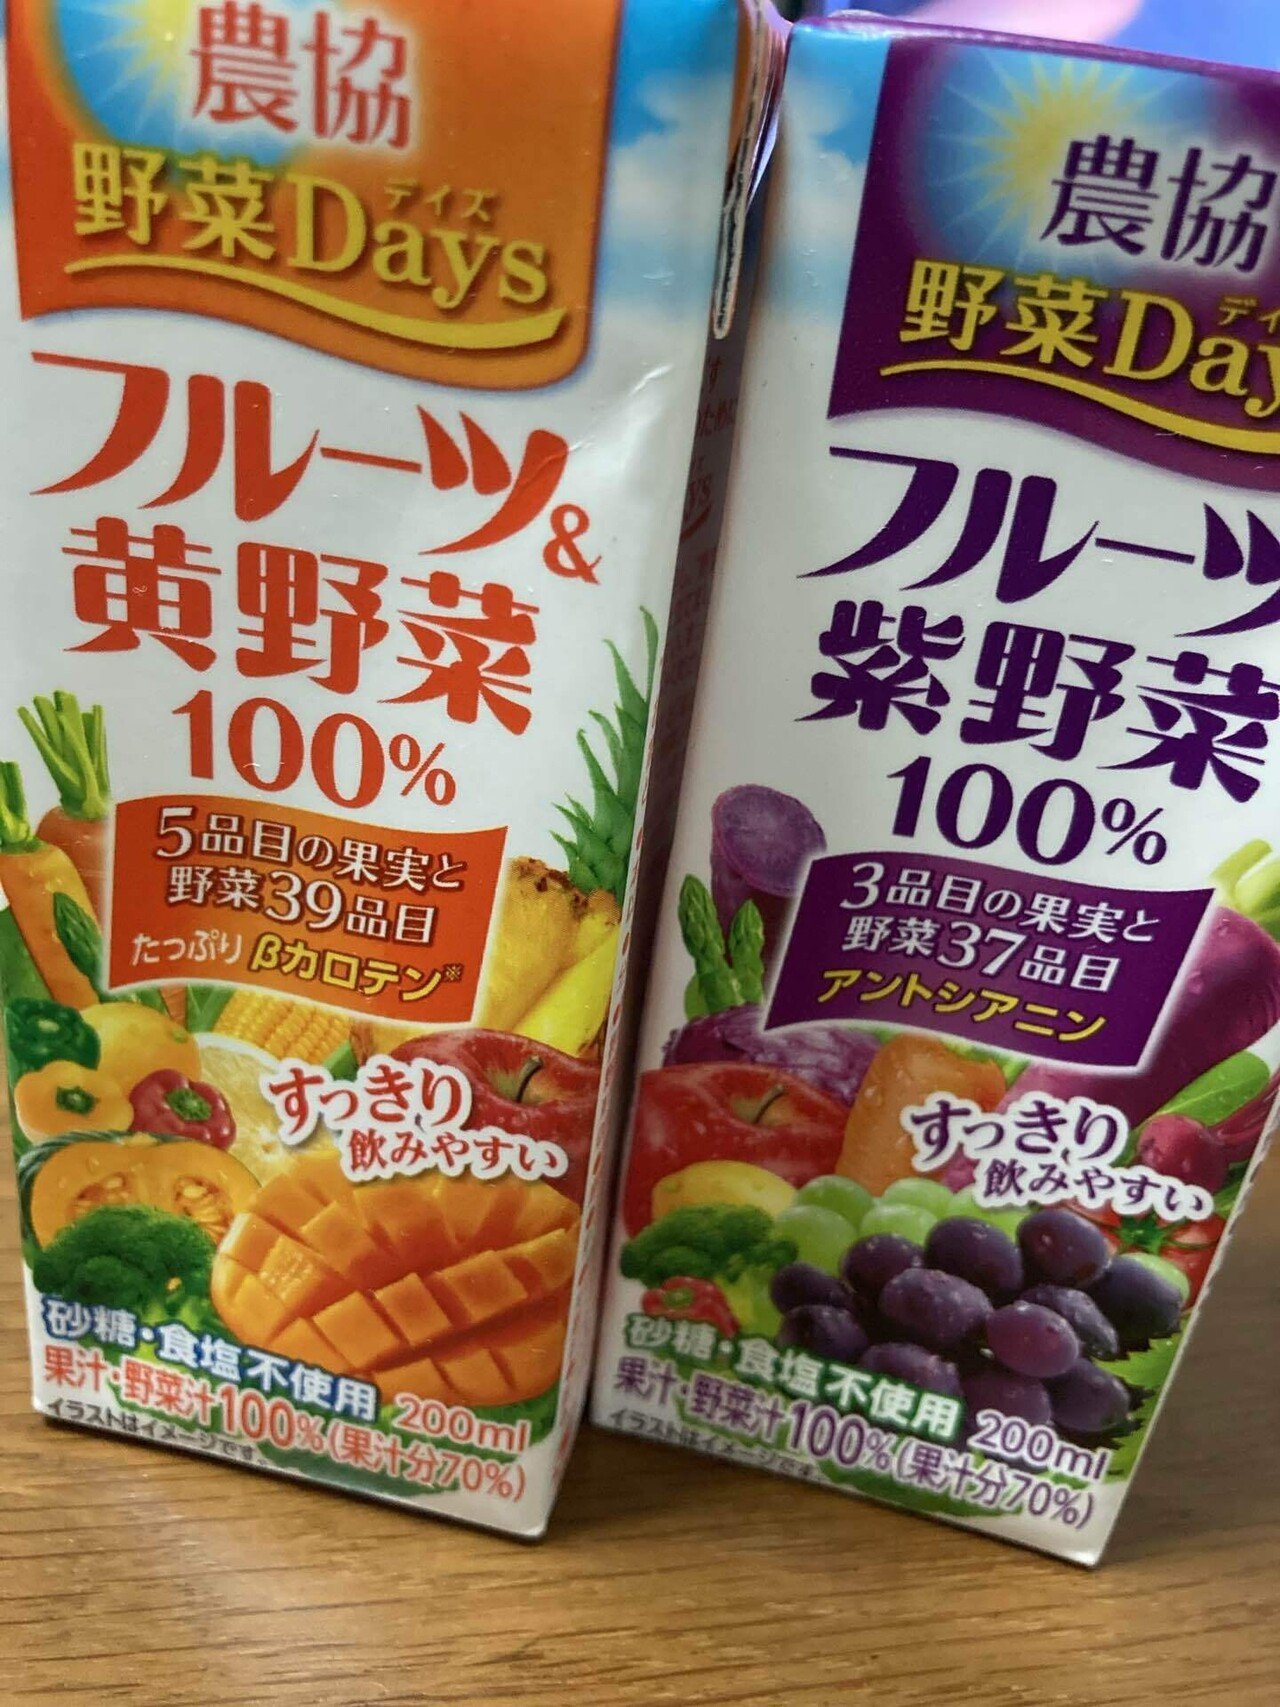 農協
デイズ
野菜Days
フルーツ&
黄野菜
100%
5品目の果実と
野菜39品目
たっぷりβカロテン※
すっきり
飲みやすい
砂糖・食塩不使用
200ml
果汁・野菜汁100%(果汁分70%)
イラストはイメージです。
農協
デイ
野菜Day
フルーツ
紫野菜
100%
3品目の果実と
野菜37品目
アントシアニン
すっきり
飲みやすい
砂糖・食塩不使用
200ml
果汁・野菜汁100%(果汁分70%)
イラストはイメージです。